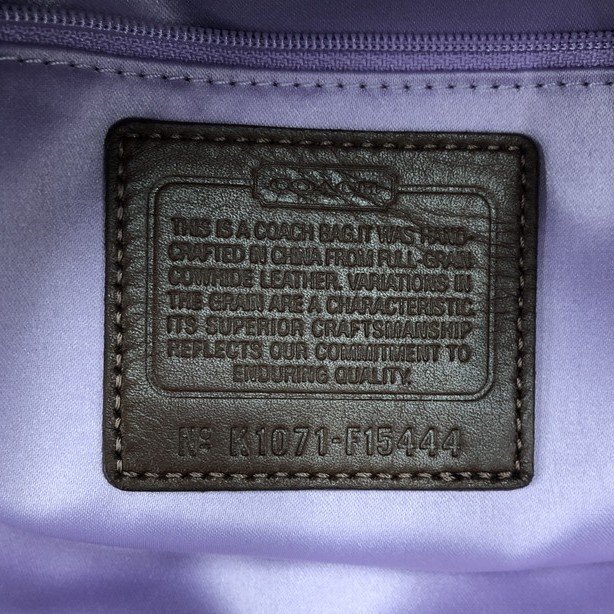 COACH
THIS IS A COACH BAG.IT WAS HAND-
CRAFTED IN CHINA FROM FULL-GRAIN
COWHIDE LEATHER. VARIATIONS IN
THE GRAIN ARE A CHARACTERISTIC.
ITS SUPERIOR CRAFTSMANSHIP
REFLECTS OUR COMMITMENT TO
ENDURING QUALITY.
Nº K1071-F15444